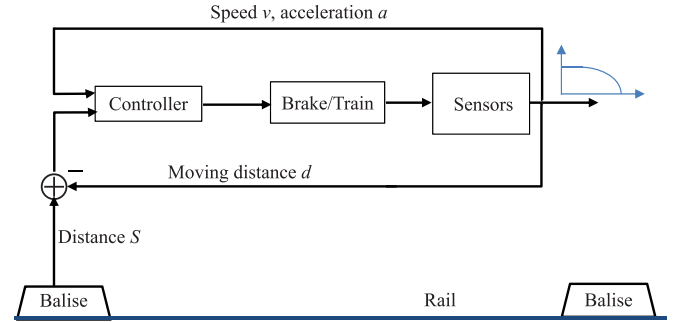 Speed v, acceleration a
Controller
Brake/Train
Sensors
−
Moving distance d
Distance S
Balise
Rail
Balise